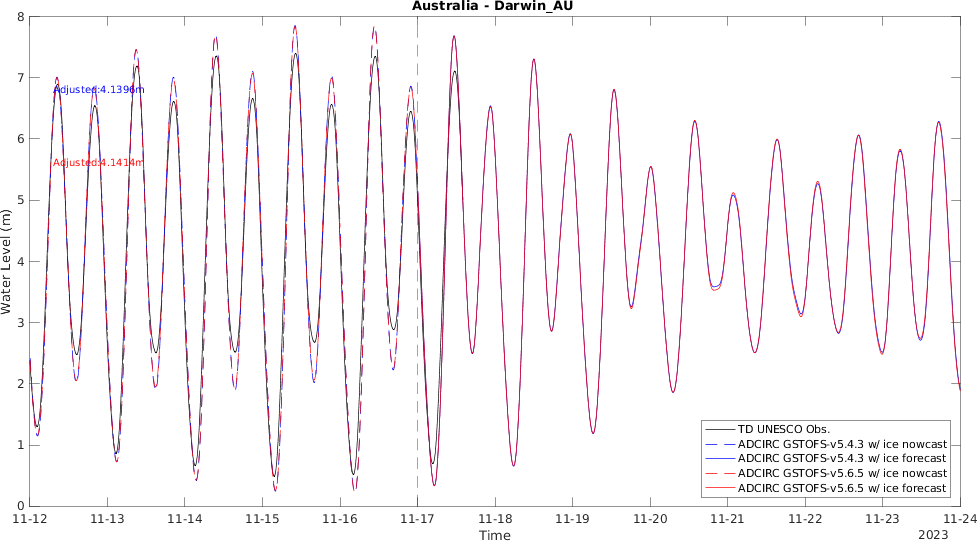 Australia - Darwin_AU
8
7
6
5
4
3
2
1
0
Water Level (m)
Adjusted:4.1396m
Adjusted:4.1414m
TD UNESCO Obs.
ADCIRC GSTOFS-v5.4.3 w/ ice nowcast
ADCIRC GSTOFS-v5.4.3 w/ ice forecast
ADCIRC GSTOFS-v5.6.5 w/ ice nowcast
ADCIRC GSTOFS-v5.6.5 w/ ice forecast
11-12 11-13 11-14 11-15 11-16 11-17 11-18 11-19 11-20 11-21 11-22 11-23 11-24
Time
2023